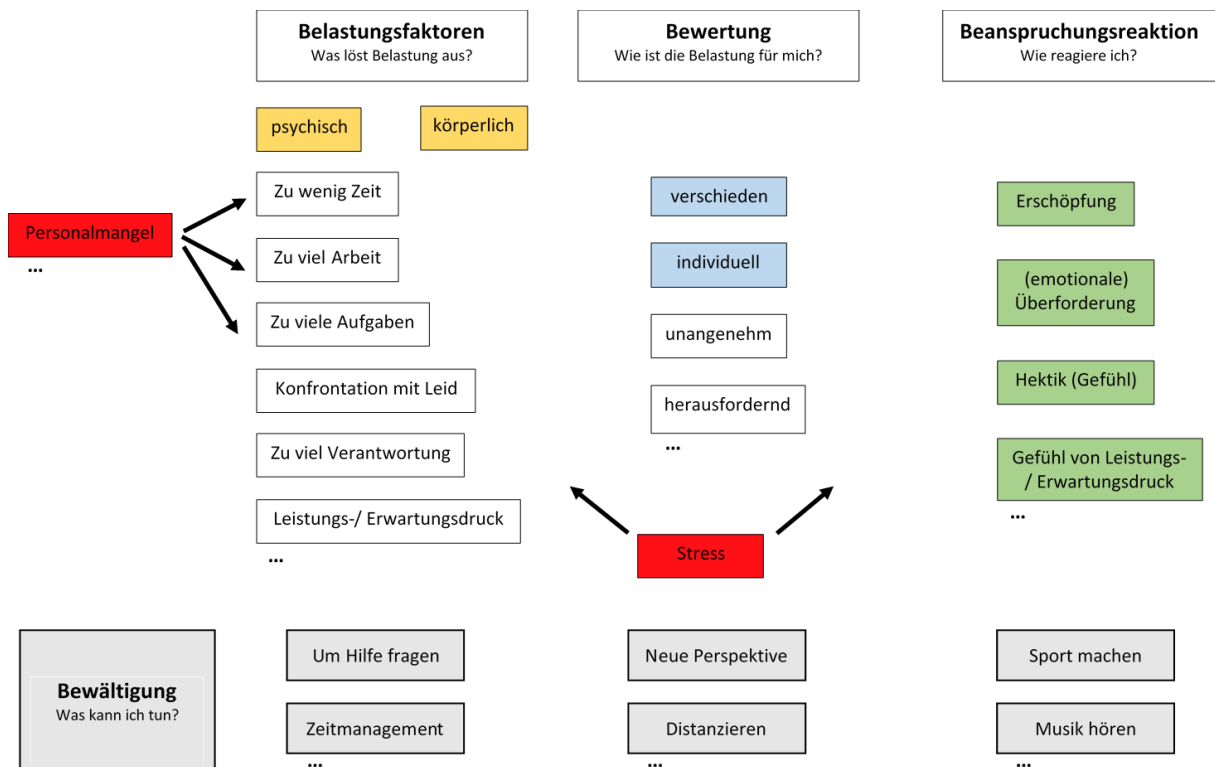 Belastungsfaktoren
Was löst Belastung aus?
Bewertung
Wie ist die Belastung für mich?
Beanspruchungsreaktion
Wie reagiere ich?
psychisch
körperlich
Personalmangel
...
Zu wenig Zeit
Zu viel Arbeit
Zu viele Aufgaben
Konfrontation mit Leid
Zu viel Verantwortung
Leistungs-/ Erwartungsdruck
...
verschieden
individuell
unangenehm
herausfordernd
...
Stress
Erschöpfung
(emotionale)
Überforderung
Hektik (Gefühl)
Gefühl von Leistungs-
/ Erwartungsdruck
...
Bewältigung
Was kann ich tun?
Um Hilfe fragen
Zeitmanagement
...
Neue Perspektive
Distanzieren
...
Sport machen
Musik hören
...